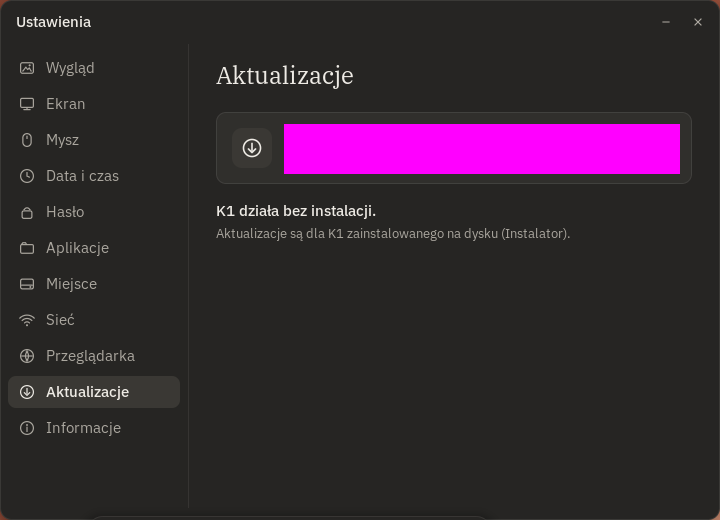 Ustawienia
Wygląd
Ekran
Mysz
Data i czas
Hasło
Aplikacje
Miejsce
Sieć
Przeglądarka
Aktualizacje
Informacje
Aktualizacje
K1 działa bez instalacji.
Aktualizacje są dla K1 zainstalowanego na dysku (Instalator).